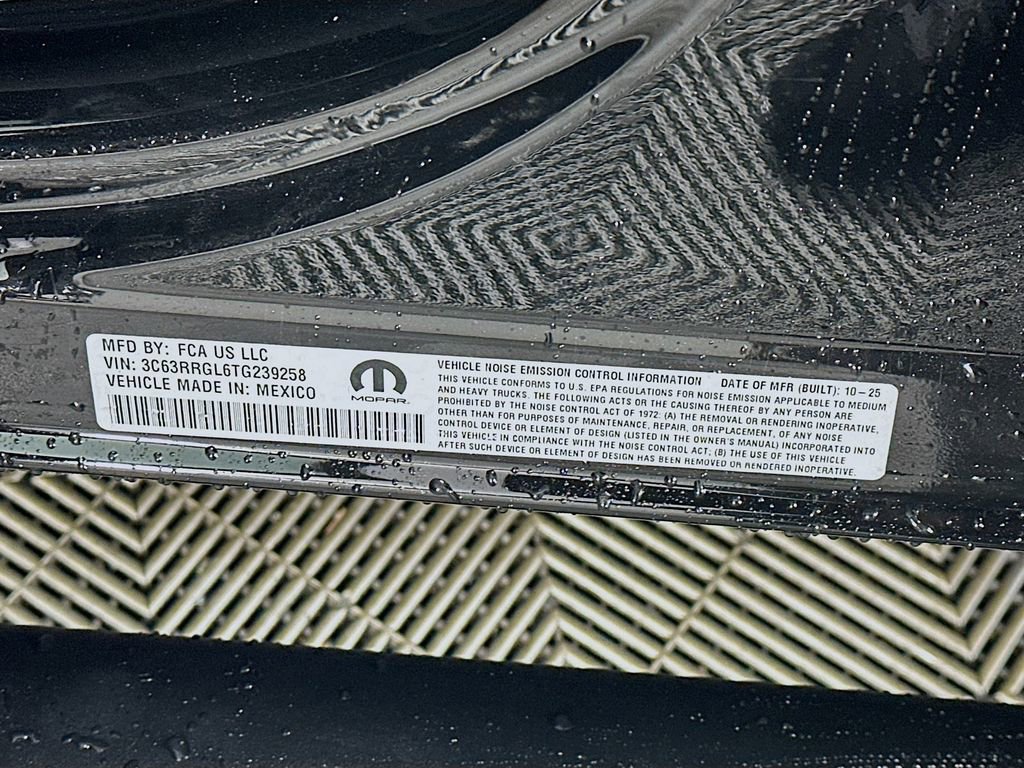 MFD BY: FCA US LLC
VIN: 3C63RRGL6TG239258
VEHICLE MADE IN: MEXICO
MOPAR
VEHICLE NOISE EMISSION CONTROL INFORMATION DATE OF MFR (BUILT): 10-25
THIS VEHICLE CONFORMS TO U.S. EPA REGULATIONS FOR NOISE EMISSION APPLICABLE TO MEDIUM
AND HEAVY TRUCKS. THE FOLLOWING ACTS OR THE CAUSING THEREOF BY ANY PERSON ARE
PROHIBITED BY THE NOISE CONTROL ACT OF 1972: (A) THE REMOVAL OR RENDERING INOPERATIVE,
OTHER THAN FOR PURPOSES OF MAINTENANCE, REPAIR, OR REPLACEMENT, OF ANY NOISE
CONTROL DEVICE OR ELEMENT OF DESIGN (LISTED IN THE OWNER'S MANUAL) INCORPORATED INTO
THIS VEHICLE IN COMPLIANCE WITH THE NOISE CONTROL ACT; (B) THE USE OF THIS VEHICLE
AFTER SUCH DEVICE OR ELEMENT OF DESIGN HAS BEEN REMOVED OR RENDERED INOPERATIVE.